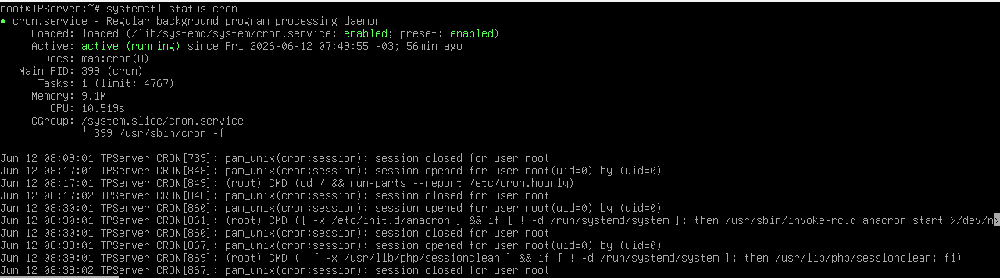 root@TPServer:~# systemctl status cron
● cron.service - Regular background program processing daemon
     Loaded: loaded (/lib/systemd/system/cron.service; enabled; preset: enabled)
     Active: active (running) since Fri 2026-06-12 07:49:55 -03; 56min ago
       Docs: man:cron(8)
   Main PID: 399 (cron)
      Tasks: 1 (limit: 4767)
     Memory: 9.1M
        CPU: 10.519s
     CGroup: /system.slice/cron.service
             └─399 /usr/sbin/cron -f

Jun 12 08:09:01 TPServer CRON[739]: pam_unix(cron:session): session closed for user root
Jun 12 08:17:01 TPServer CRON[848]: pam_unix(cron:session): session opened for user root(uid=0) by (uid=0)
Jun 12 08:17:01 TPServer CRON[849]: (root) CMD (cd / && run-parts --report /etc/cron.hourly)
Jun 12 08:17:02 TPServer CRON[848]: pam_unix(cron:session): session closed for user root
Jun 12 08:30:01 TPServer CRON[860]: pam_unix(cron:session): session opened for user root(uid=0) by (uid=0)
Jun 12 08:30:01 TPServer CRON[861]: (root) CMD ([ -x /etc/init.d/anacron ] && if [ ! -d /run/systemd/system ]; then /usr/sbin/invoke-rc.d anacron start >/dev/n>
Jun 12 08:30:01 TPServer CRON[860]: pam_unix(cron:session): session closed for user root
Jun 12 08:39:01 TPServer CRON[867]: pam_unix(cron:session): session opened for user root(uid=0) by (uid=0)
Jun 12 08:39:01 TPServer CRON[869]: (root) CMD (  [ -x /usr/lib/php/sessionclean ] && if [ ! -d /run/systemd/system ]; then /usr/lib/php/sessionclean; fi)
Jun 12 08:39:02 TPServer CRON[867]: pam_unix(cron:session): session closed for user root